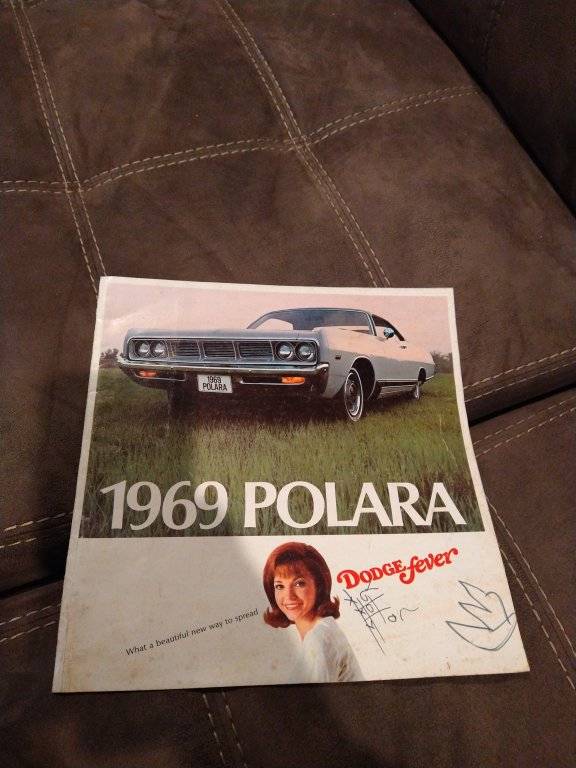 1969
POLARA
1969 POLARA
What a beautiful new way to spread
DODGE fever